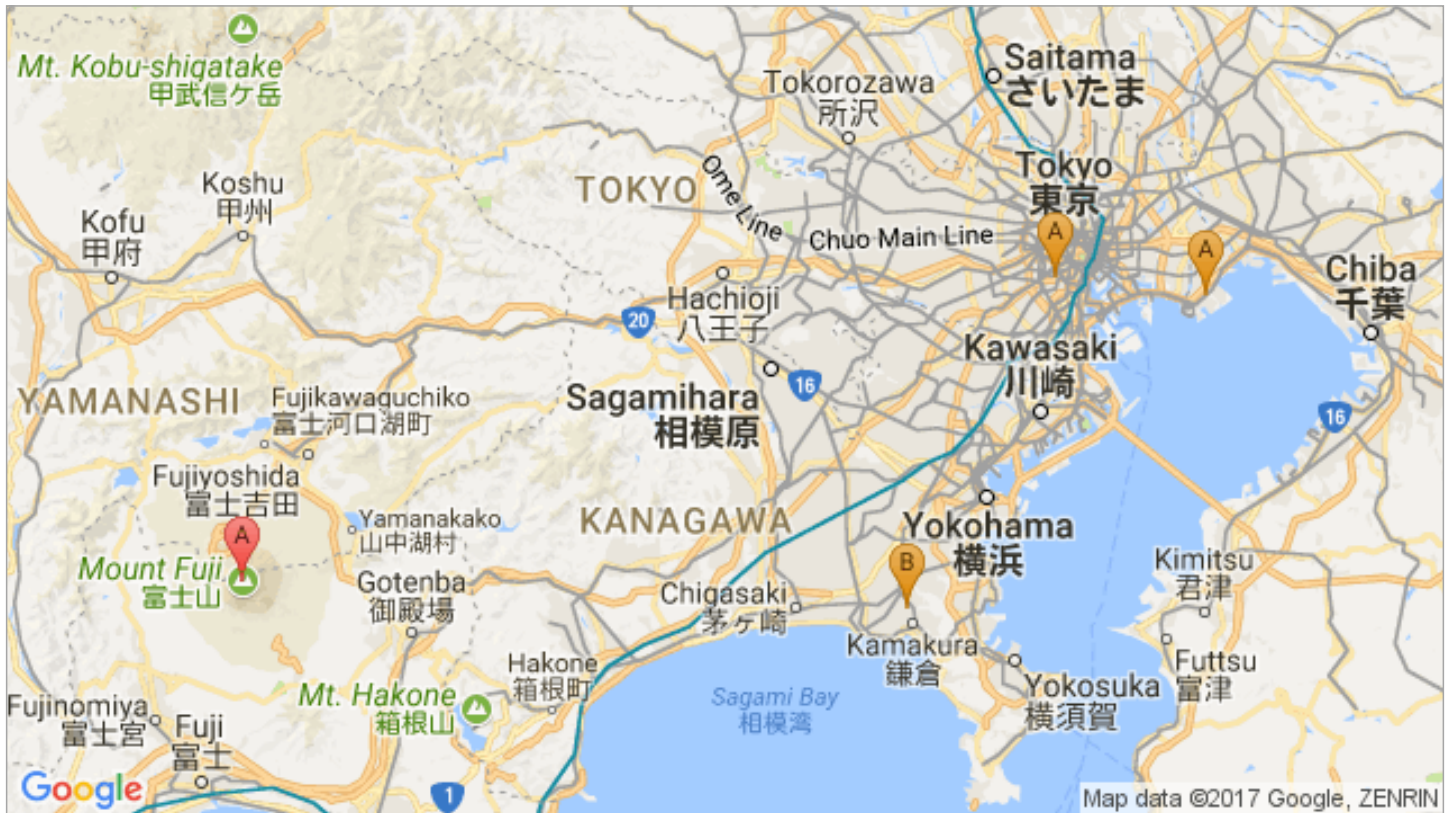 Mt. Kobu-shigatake
甲武信ケ岳
Saitama
さいたま
Tokorozawa
所沢
Tokyo
東京
Koshu
甲州
TOKYO
Ome Line
Kofu
甲府
Chuo Main Line
A
A
Chiba
千葉
Hachioji
八王子
20
Kawasaki
川崎
16
Sagamihara
相模原
16
YAMANASHI
Fujikawaguchiko
富士河口湖町
Fujiyoshida
富士吉田
Yamanakako
山中湖村
KANAGAWA
Yokohama
横浜
A
Mount Fuji
富士山
Gotenba
御殿場
Chigasaki
茅ヶ崎
B
Kimitsu
君津
Kamakura
鎌倉
Hakone
箱根町
Futtsu
富津
Mt. Hakone
箱根山
Sagami Bay
相模湾
Yokosuka
横須賀
Fujinomiya
富士宮
Fuji
富士
Google
1
Map data ©2017 Google, ZENRIN